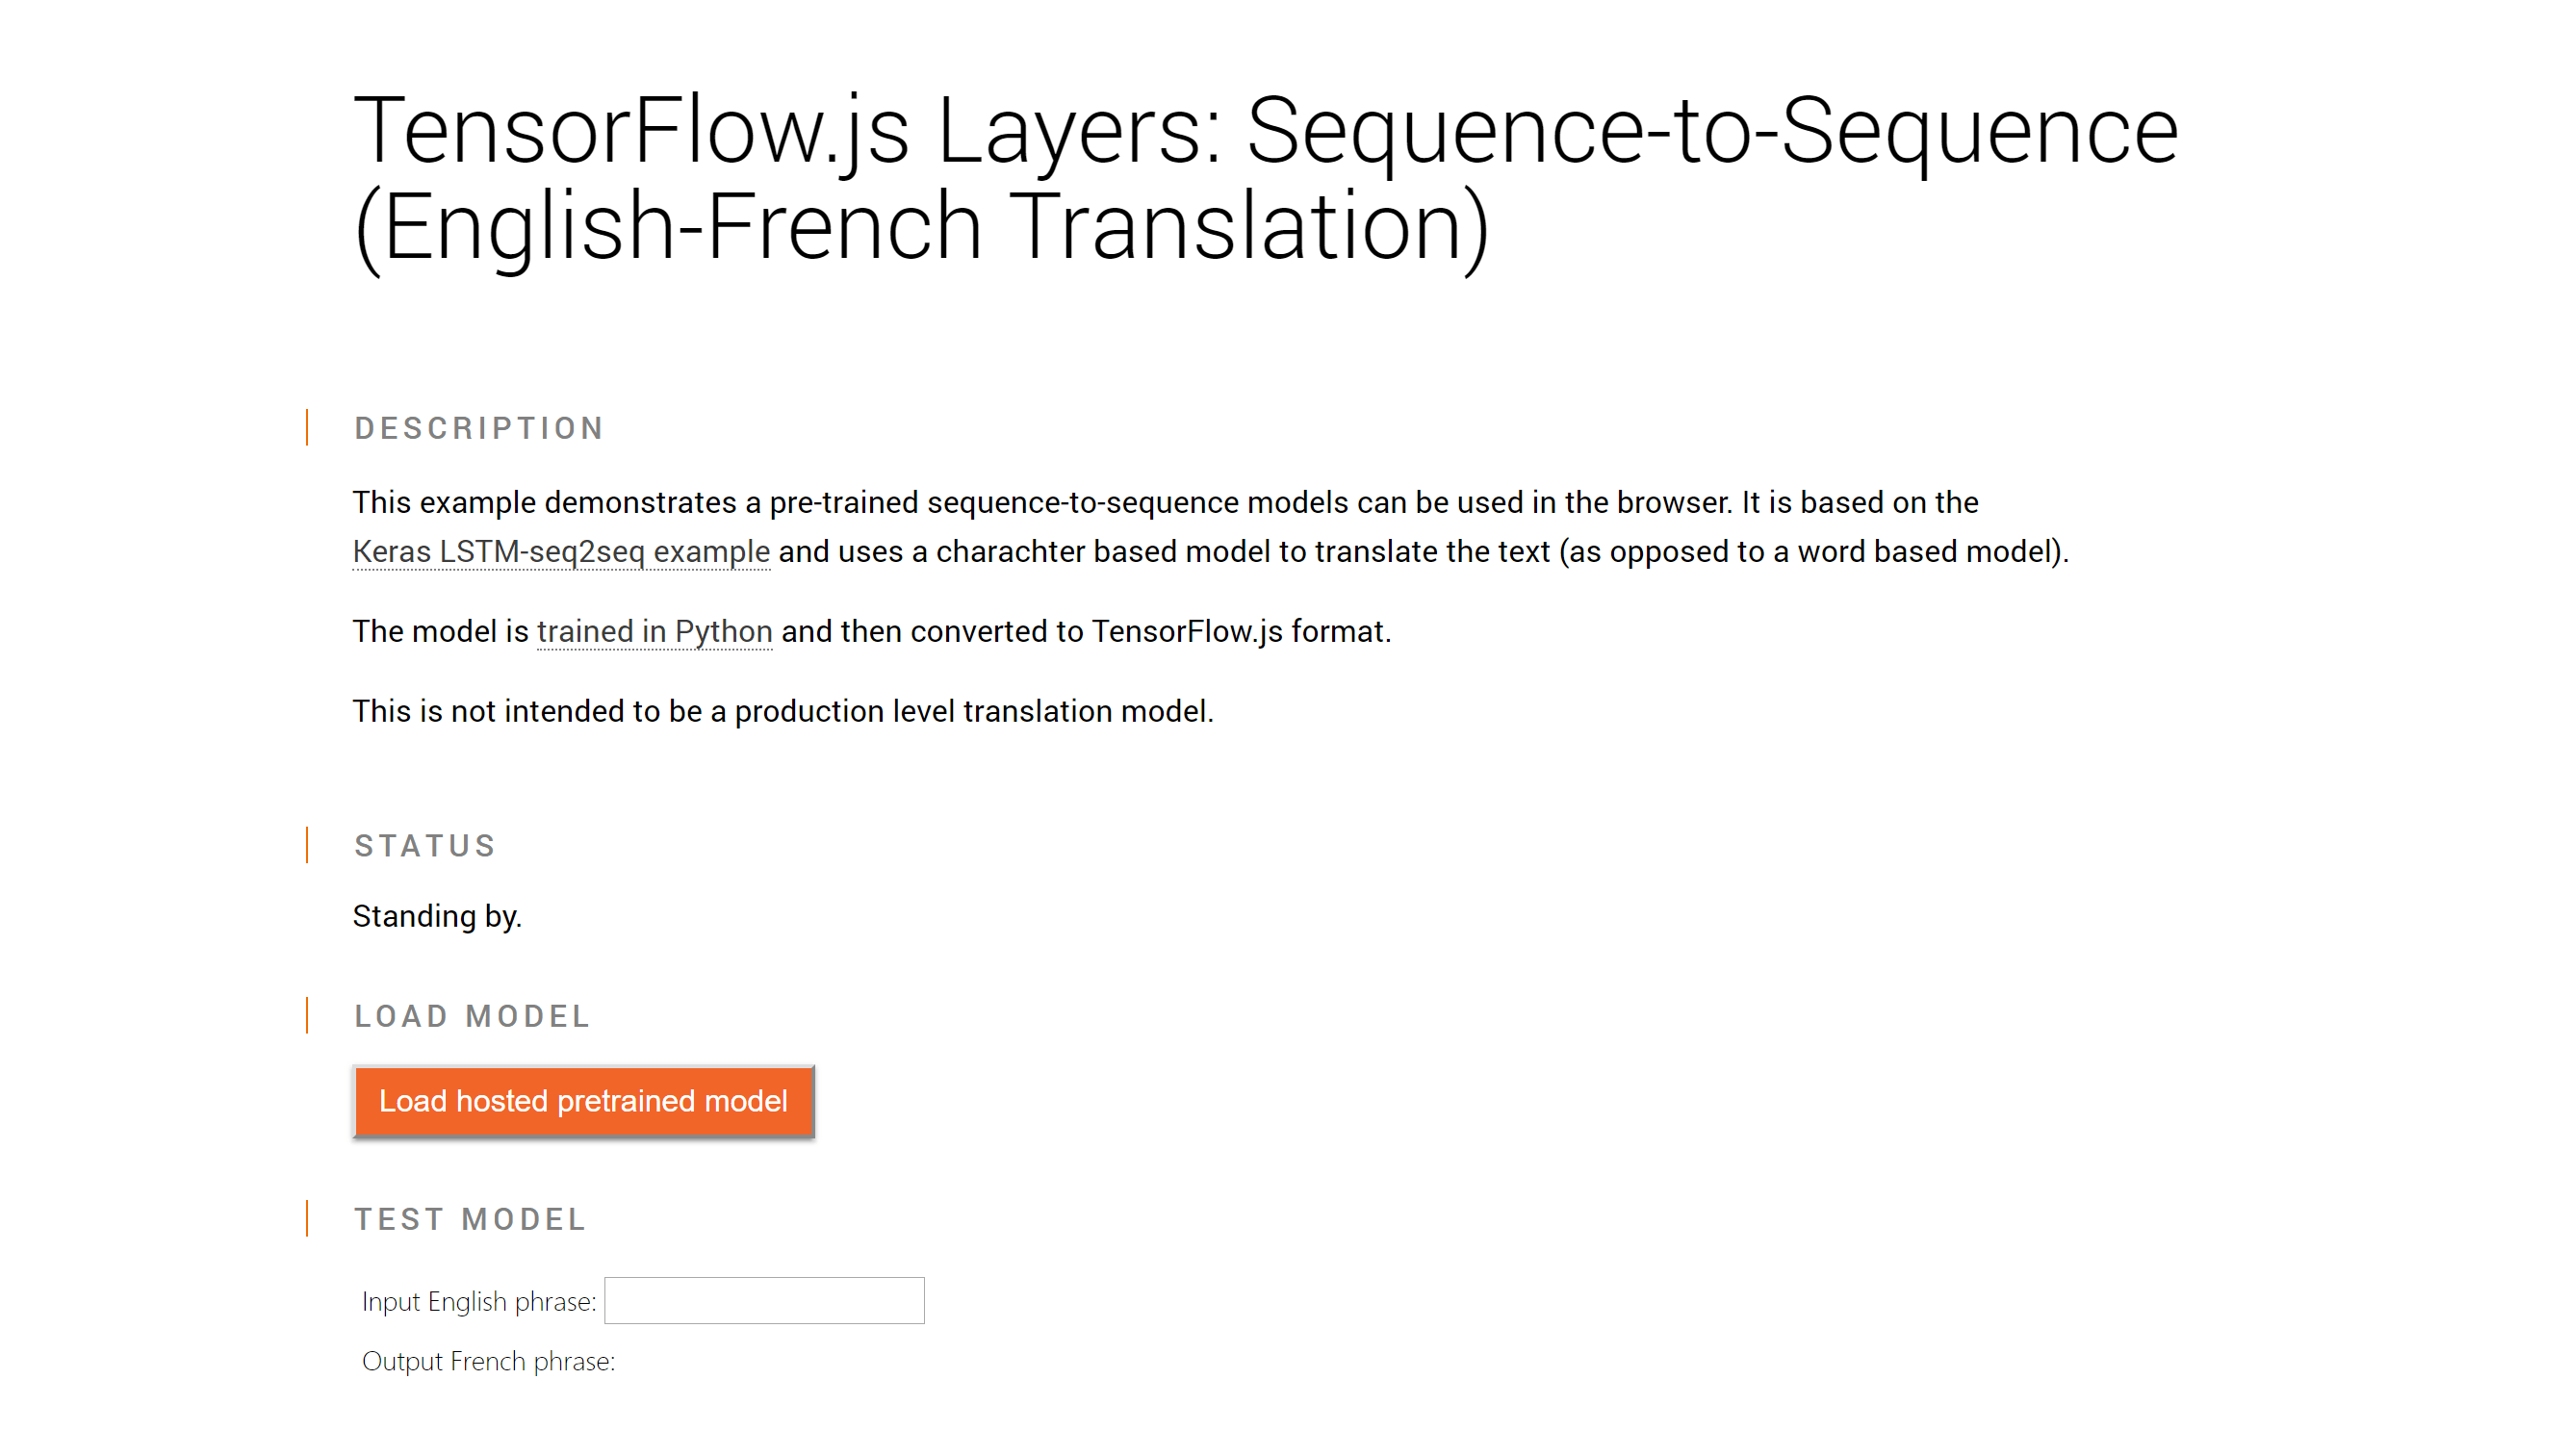 TensorFlow.js Layers: Sequence-to-Sequence
(English-French Translation)
DESCRIPTION
This example demonstrates a pre-trained sequence-to-sequence models can be used in the browser. It is based on the
Keras LSTM-seq2seq example and uses a charachter based model to translate the text (as opposed to a word based model).
The model is trained in Python and then converted to TensorFlow.js format.
This is not intended to be a production level translation model.
STATUS
Standing by.
LOAD MODEL
Load hosted pretrained model
TEST MODEL
Input English phrase:
Output French phrase: